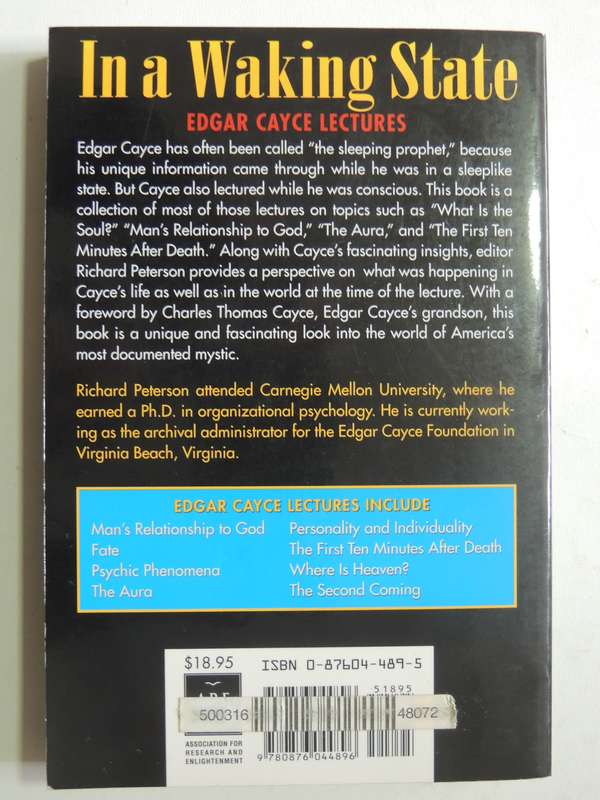 In a Waking State
EDGAR CAYCE LECTURES
Edgar Cayce has often been called “the sleeping prophet,” because
his unique information came through while he was in a sleeplike
state. But Cayce also lectured while he was conscious. This book is a
collection of most of those lectures on topics such as “What Is the
Soul?” “Man’s Relationship to God,” “The Aura,” and “The First Ten
Minutes After Death.” Along with Cayce’s fascinating insights, editor
Richard Peterson provides a perspective on what was happening in
Cayce’s life as well as in the world at the time of the lecture. With a
foreword by Charles Thomas Cayce, Edgar Cayce’s grandson, this
book is a unique and fascinating look into the world of America’s
most documented mystic.
Richard Peterson attended Carnegie Mellon University, where he
earned a Ph.D. in organizational psychology. He is currently work-
ing as the archival administrator for the Edgar Cayce Foundation in
Virginia Beach, Virginia.
EDGAR CAYCE LECTURES INCLUDE
Man’s Relationship to God
Fate
Psychic Phenomena
The Aura
Personality and Individuality
The First Ten Minutes After Death
Where Is Heaven?
The Second Coming
$18.95
ISBN 0-87604-489-5
51895
500316
48072
ASSOCIATION FOR
RESEARCH AND
ENLIGHTENMENT
9 780876 044896